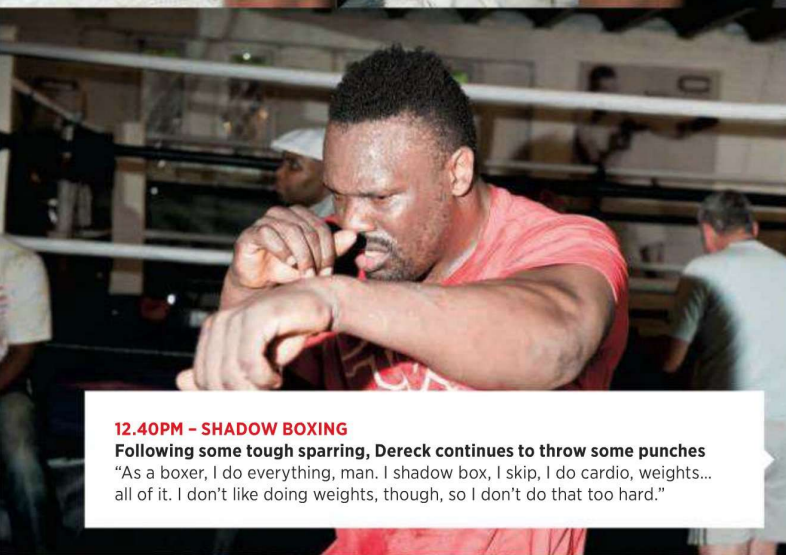 12.40PM – SHADOW BOXING
Following some tough sparring, Dereck continues to throw some punches
“As a boxer, I do everything, man. I shadow box, I skip, I do cardio, weights...
all of it. I don’t like doing weights, though, so I don’t do that too hard.”